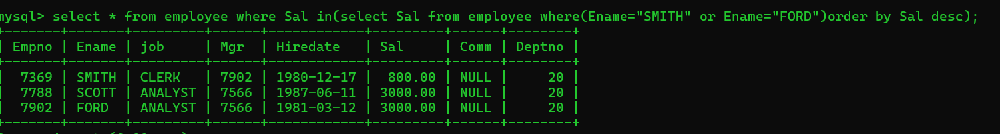 mysql> select * from employee where Sal in(select Sal from employee where(Ename="SMITH" or Ename="FORD")order by Sal desc);
+-------+-------+---------+------+------------+---------+------+--------+
| Empno | Ename | job     | Mgr  | Hiredate   | Sal     | Comm | Deptno |
+-------+-------+---------+------+------------+---------+------+--------+
|  7369 | SMITH | CLERK   | 7902 | 1980-12-17 |  800.00 | NULL |     20 |
|  7788 | SCOTT | ANALYST | 7566 | 1987-06-11 | 3000.00 | NULL |     20 |
|  7902 | FORD  | ANALYST | 7566 | 1981-03-12 | 3000.00 | NULL |     20 |
+-------+-------+---------+------+------------+---------+------+--------+